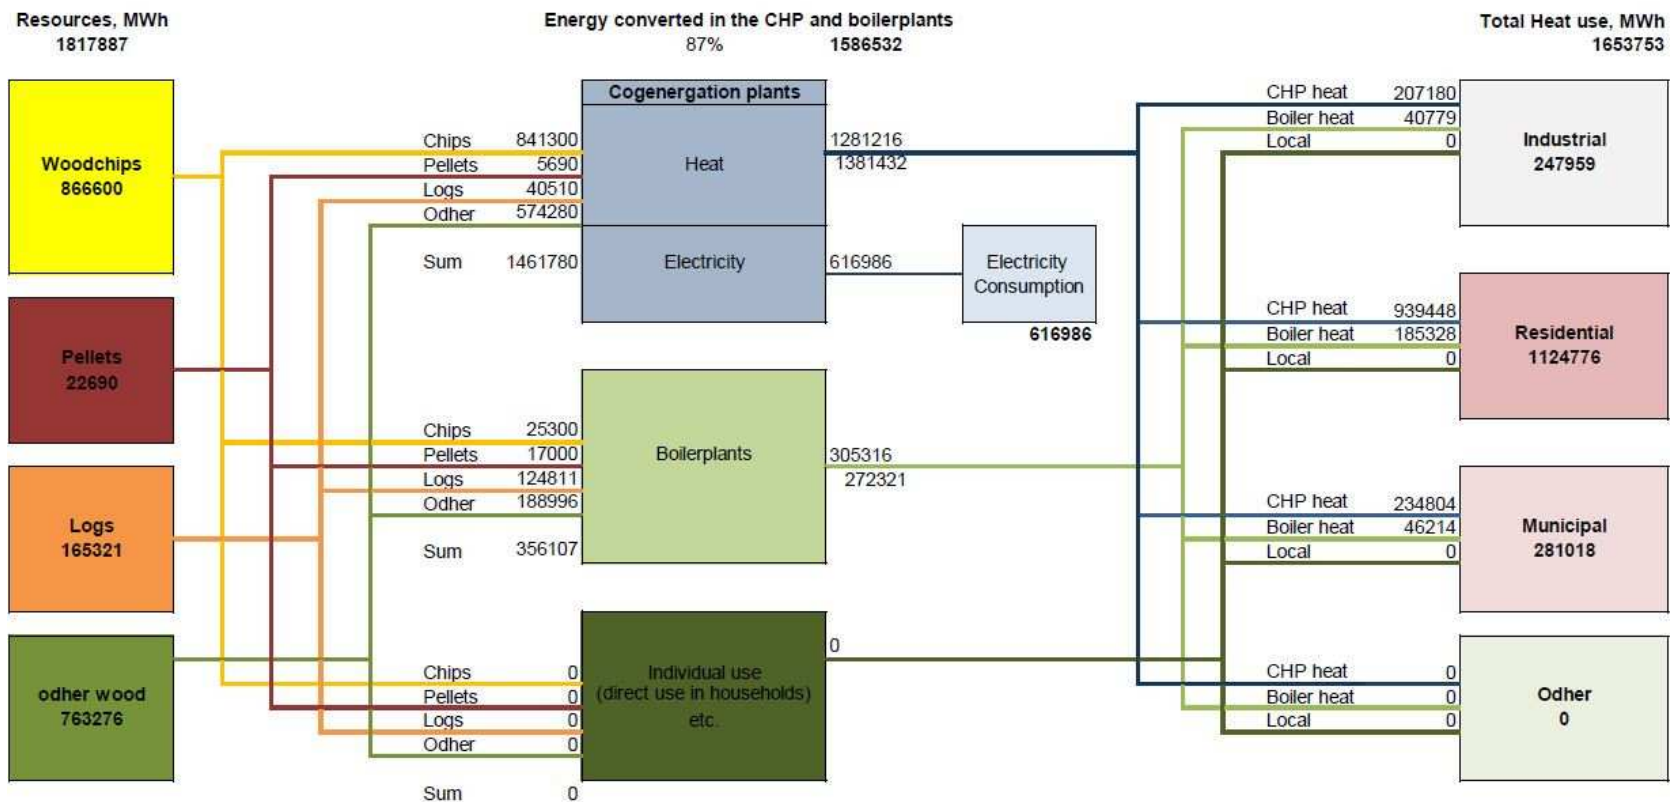 Resources, MWh
1817887
Energy converted in the CHP and boilerplants
87% 1586532
Total Heat use, MWh
1653753
Woodchips
866600
Pellets
22690
Logs
165321
odher wood
763276
Chips 841300
Pellets 5690
Logs 40510
Odher 574280
Sum 1461780
Cogenergation plants
Heat
Electricity
1281216
1381432
616986
Electricity
Consumption
616986
Chips 25300
Pellets 17000
Logs 124811
Odher 188996
Sum 356107
Boilerplants
305316
272321
Chips 0
Pellets 0
Logs 0
Odher 0
Sum 0
Individual use
(direct use in households)
etc.
0
CHP heat 207180
Boiler heat 40779
Local 0
Industrial
247959
CHP heat 939448
Boiler heat 185328
Local 0
Residential
1124776
CHP heat 234804
Boiler heat 46214
Local 0
Municipal
281018
CHP heat 0
Boiler heat 0
Local 0
Odher
0